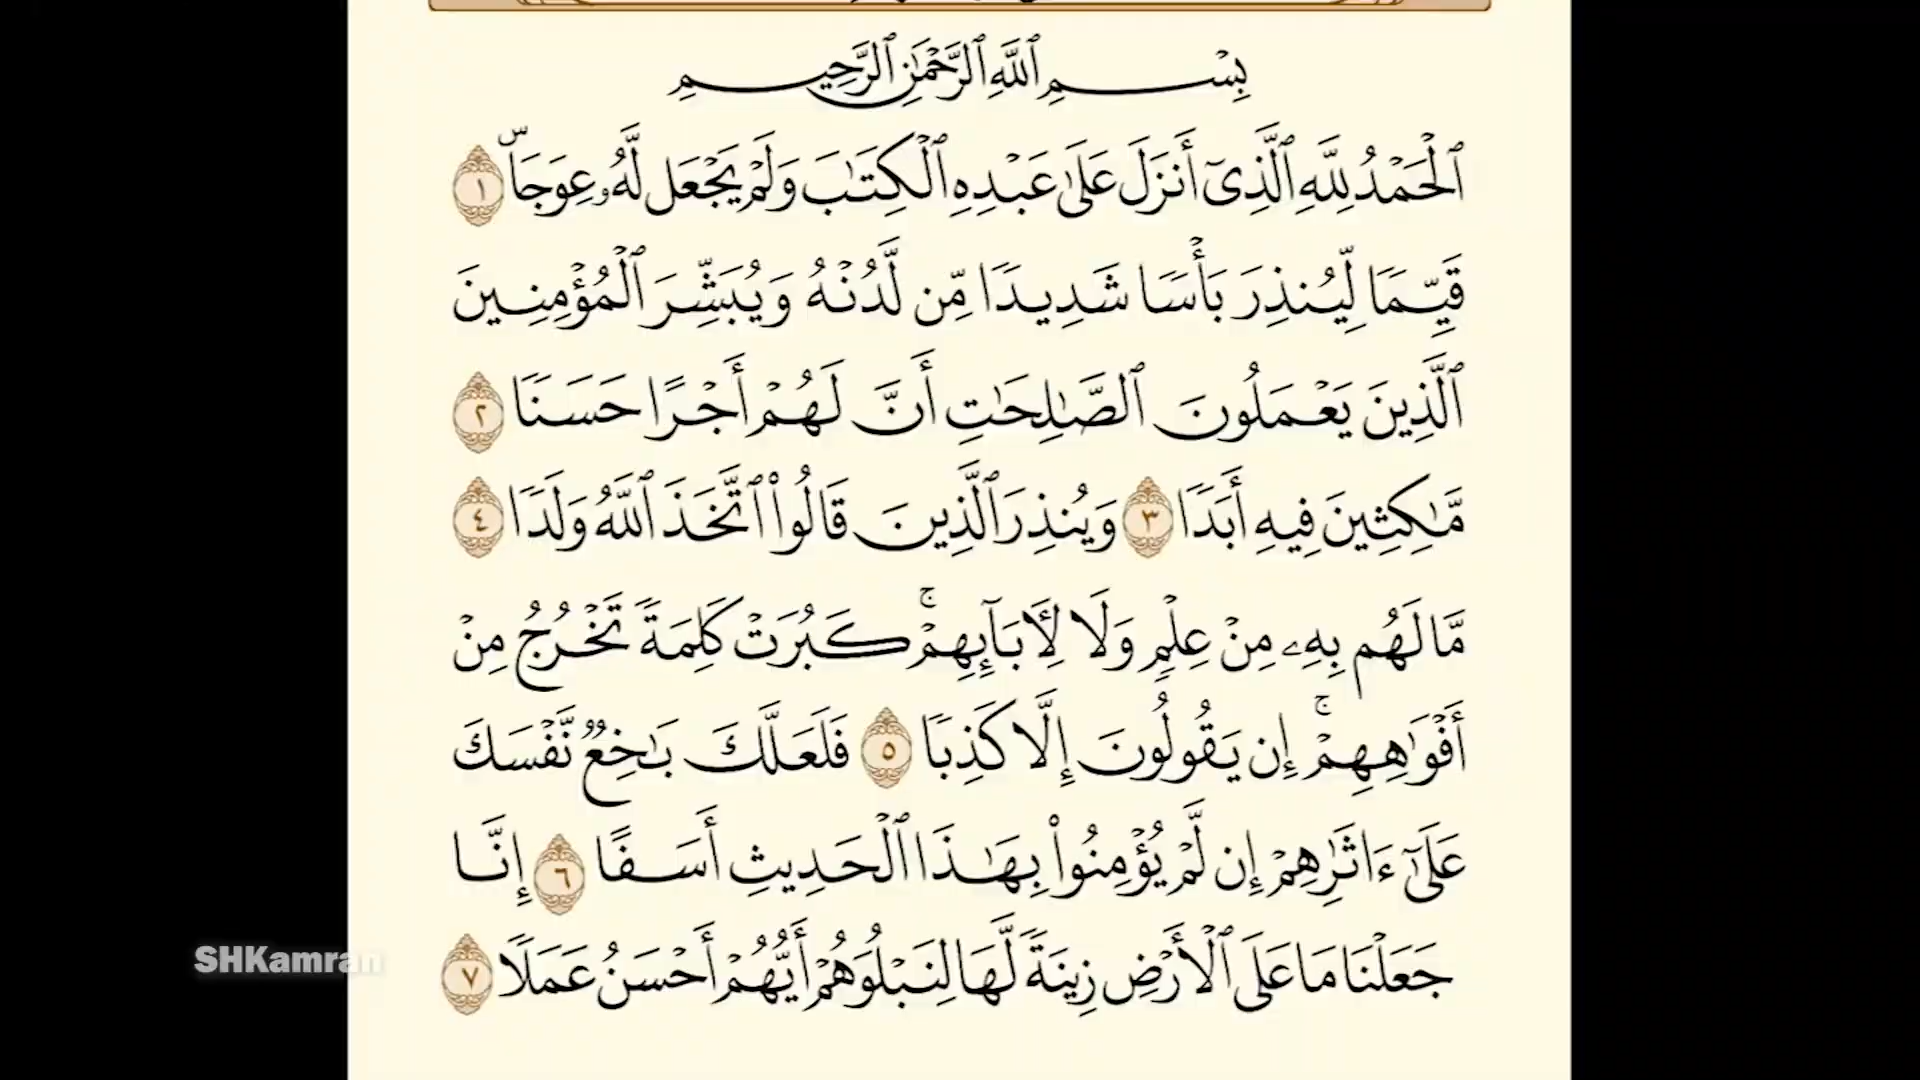 بِسْمِ ٱللَّهِ ٱلرَّحْمَٰنِ ٱلرَّحِيمِ
ٱلْحَمْدُ لِلَّهِ ٱلَّذِىٓ أَنزَلَ عَلَىٰ عَبْدِهِ ٱلْكِتَٰبَ وَلَمْ يَجْعَل لَّهُۥ عِوَجَاۜ ١
قَيِّمًا لِّيُنذِرَ بَأْسًا شَدِيدًا مِّن لَّدُنْهُ وَيُبَشِّرَ ٱلْمُؤْمِنِينَ
ٱلَّذِينَ يَعْمَلُونَ ٱلصَّٰلِحَٰتِ أَنَّ لَهُمْ أَجْرًا حَسَنًا ٢
مَّٰكِثِينَ فِيهِ أَبَدًا ٣ وَيُنذِرَ ٱلَّذِينَ قَالُوا۟ ٱتَّخَذَ ٱللَّهُ وَلَدًا ٤
مَّا لَهُم بِهِۦ مِنْ عِلْمٍ وَلَا لِـَٔابَآئِهِمْ ۚ كَبُرَتْ كَلِمَةً تَخْرُجُ مِنْ
أَفْوَٰهِهِمْ ۚ إِن يَقُولُونَ إِلَّا كَذِبًا ٥ فَلَعَلَّكَ بَٰخِعٌ نَّفْسَكَ
عَلَىٰٓ ءَاثَٰرِهِمْ إِن لَّمْ يُؤْمِنُوا۟ بِهَٰذَا ٱلْحَدِيثِ أَسَفًا ٦ إِنَّا
جَعَلْنَا مَا عَلَى ٱلْأَرْضِ زِينَةً لَّهَا لِنَبْلُوَهُمْ أَيُّهُمْ أَحْسَنُ عَمَلًا ٧
SHKamran